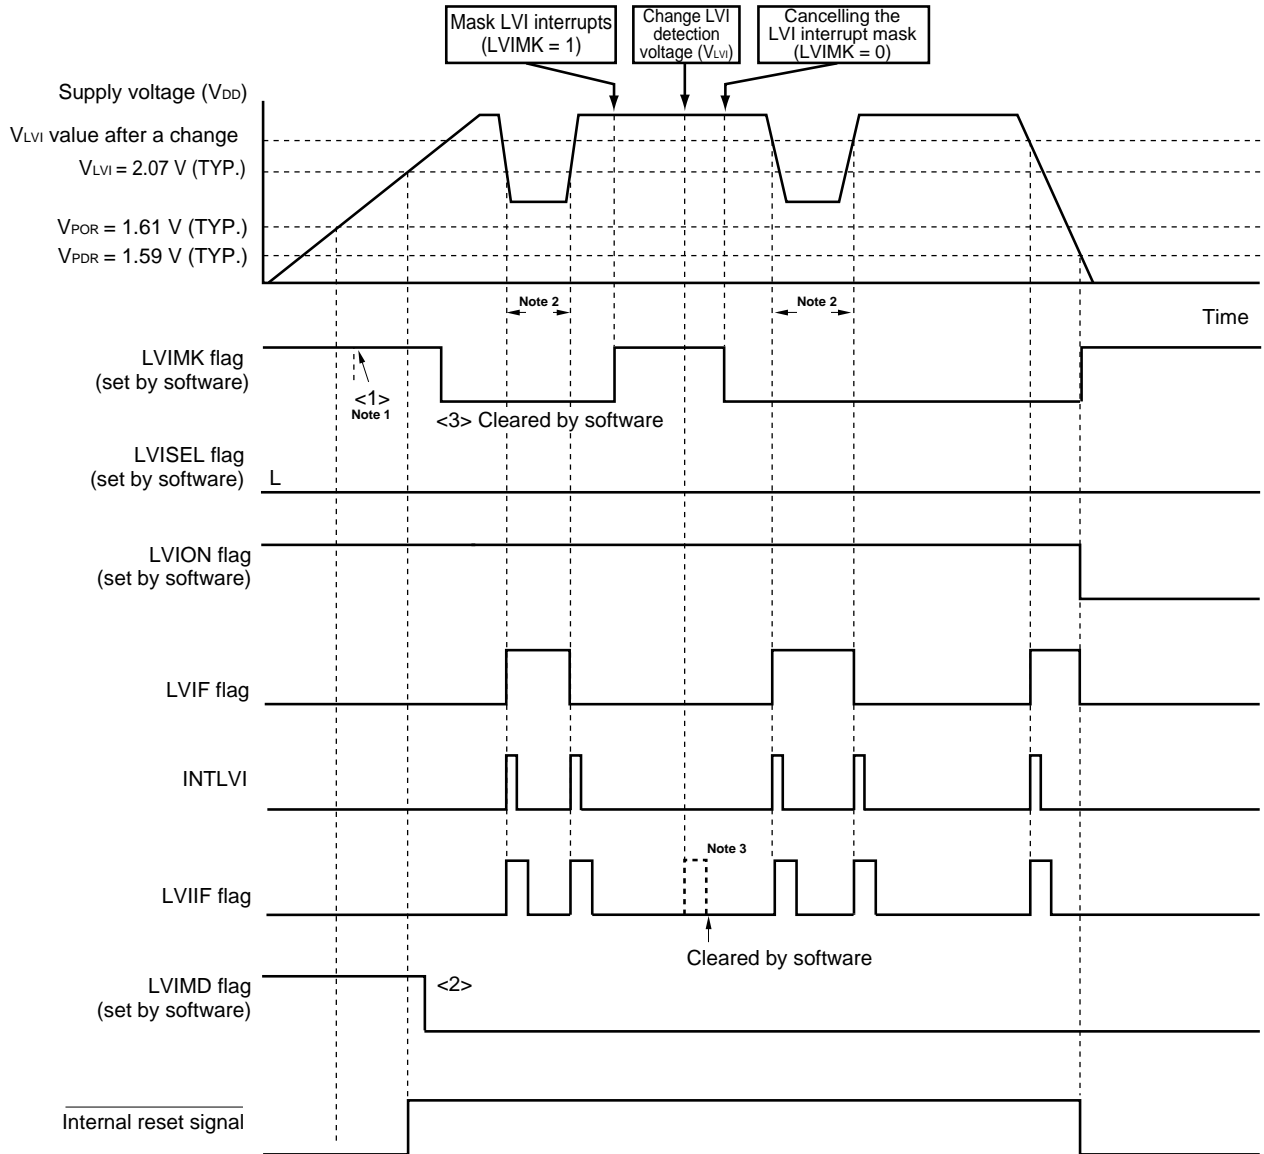 Mask LVI interrupts
(LVIMK = 1)
Change LVI
detection
voltage (VLVI)
Cancelling the
LVI interrupt mask
(LVIMK = 0)
Supply voltage (VDD)
VLVI value after a change
VLVI = 2.07 V (TYP.)
VPOR = 1.61 V (TYP.)
VPDR = 1.59 V (TYP.)
Note 2
Note 2
Time
LVIMK flag
(set by software)
<1>
Note 1
<3> Cleared by software
LVISEL flag
(set by software)
L
LVION flag
(set by software)
LVIF flag
INTLVI
Note 3
LVIIF flag
Cleared by software
LVIMD flag
(set by software)
<2>
Internal reset signal